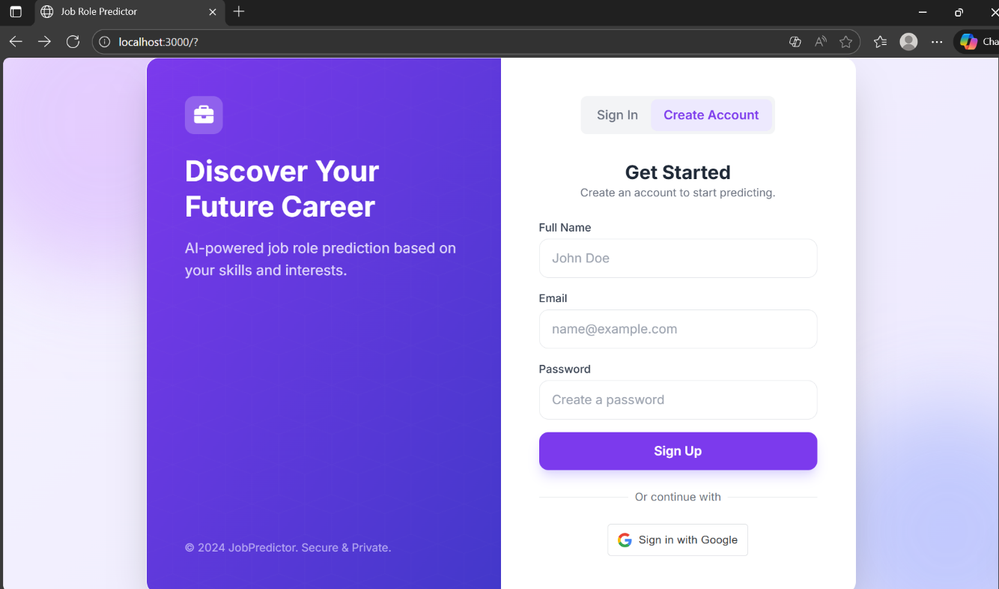 Job Role Predictor
localhost:3000/?
Cha
Discover Your
Future Career
AI-powered job role prediction based on
your skills and interests.
© 2024 JobPredictor. Secure & Private.
Sign In
Create Account
Get Started
Create an account to start predicting.
Full Name
John Doe
Email
name@example.com
Password
Create a password
Sign Up
Or continue with
Sign in with Google